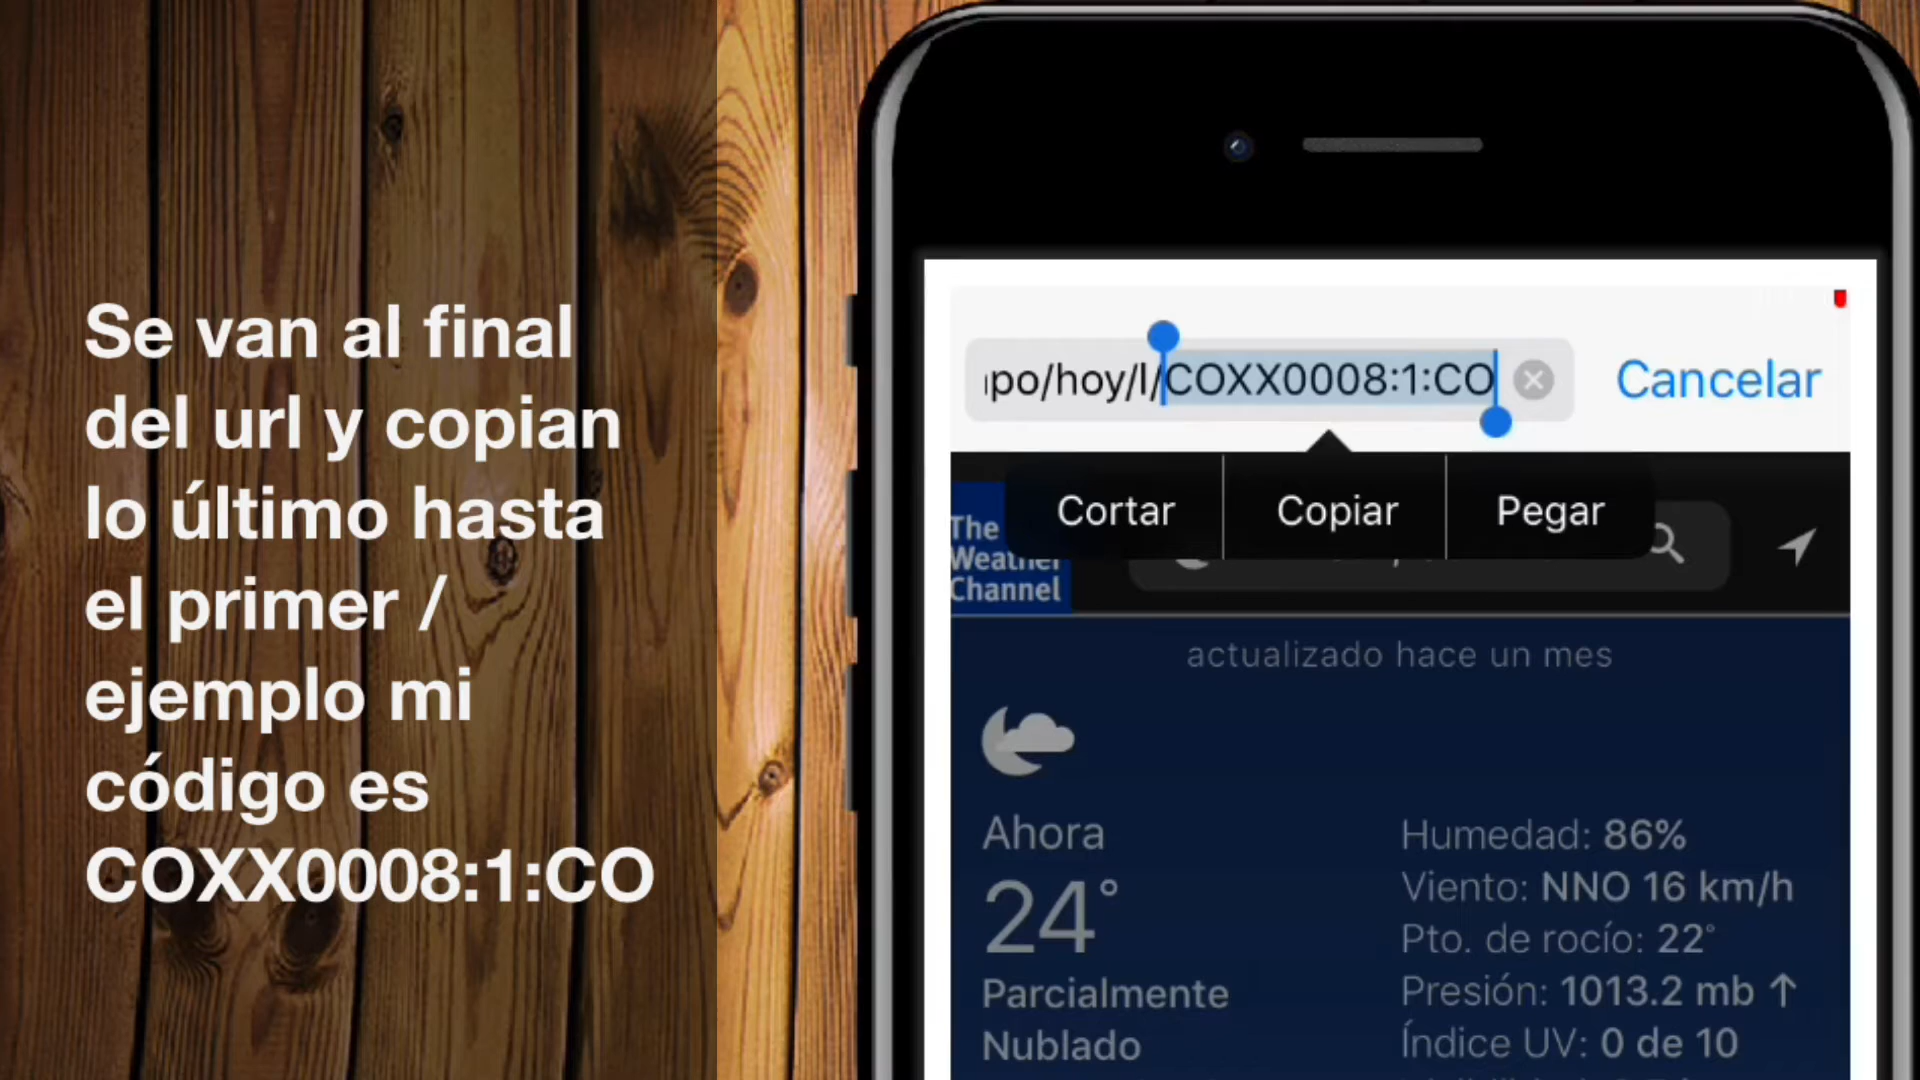 Se van al final
del url y copian
lo último hasta
el primer /
ejemplo mi
código es
COXX0008:1:CO
po/hoy/l/COXX0008:1:CO
Cancelar
Cortar
Copiar
Pegar
The
Weather
Channel
actualizado hace un mes
Ahora
24°
Parcialmente
Nublado
Humedad: 86%
Viento: NNO 16 km/h
Pto. de rocío: 22°
Presión: 1013.2 mb ↑
Índice UV: 0 de 10